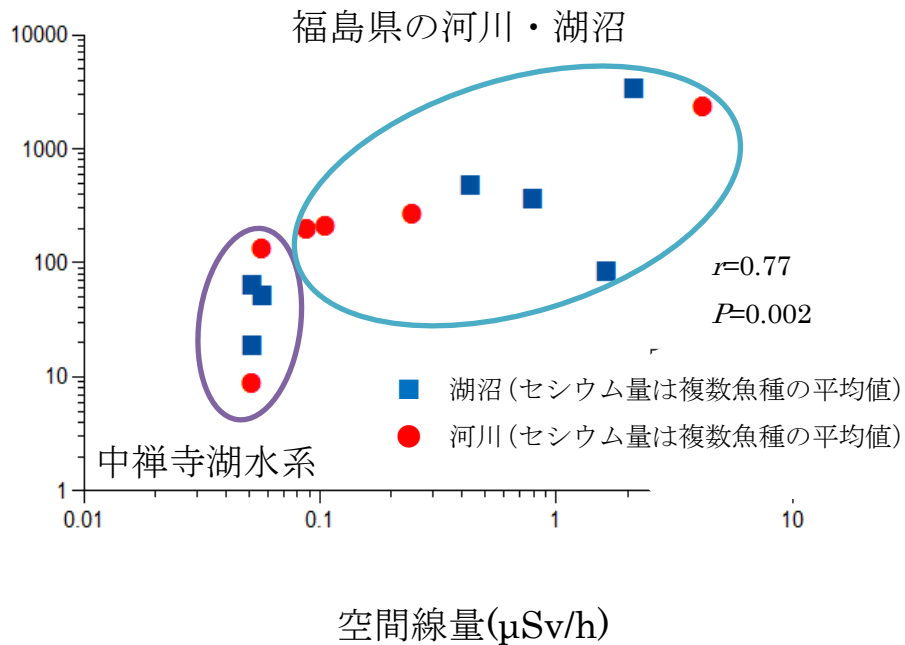 福島県の河川・湖沼
10000
1000
100
10
1
r=0.77
P=0.002
湖沼(セシウム量は複数魚種の平均値)
河川(セシウム量は複数魚種の平均値)
中禅寺湖水系
0.01 0.1 1 10
空間線量(μSv/h)